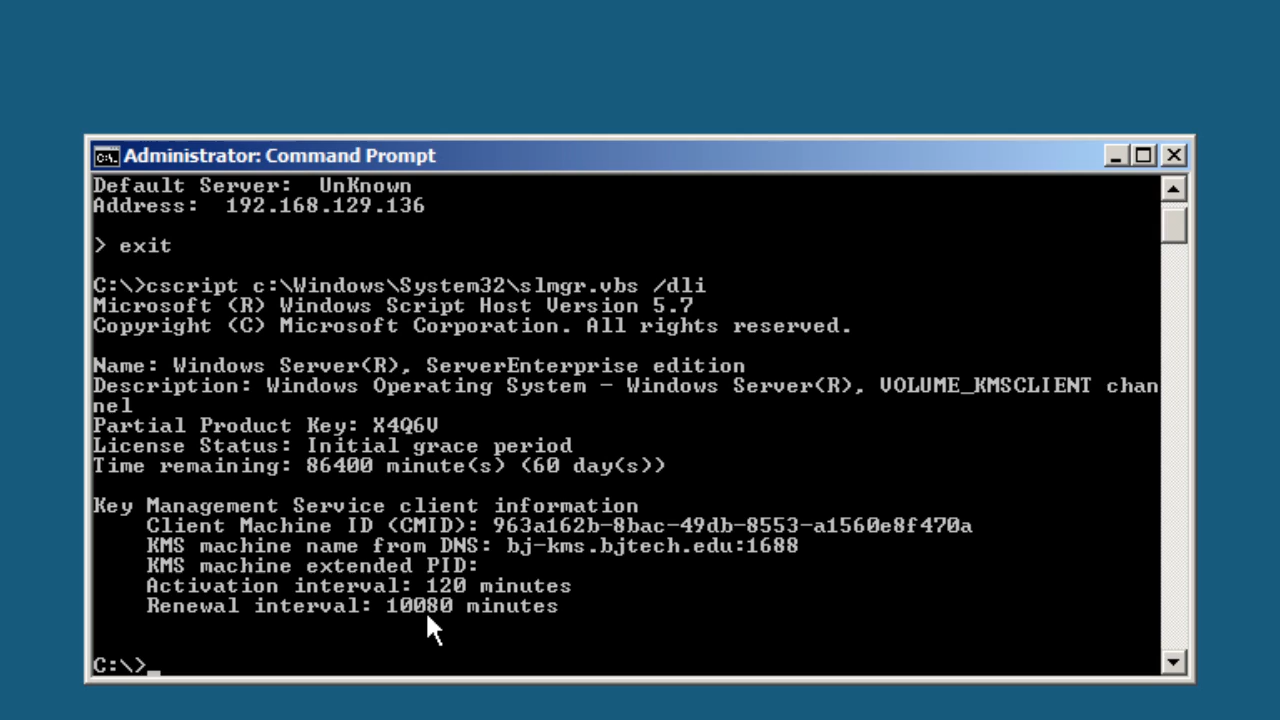 Administrator: Command Prompt
Default Server:  UnKnown
Address:  192.168.129.136
> exit
C:\>cscript c:\Windows\System32\slmgr.vbs /dli
Microsoft (R) Windows Script Host Version 5.7
Copyright (C) Microsoft Corporation. All rights reserved.
Name: Windows Server(R), ServerEnterprise edition
Description: Windows Operating System - Windows Server(R), VOLUME_KMSCLIENT chan
nel
Partial Product Key: X4Q6V
License Status: Initial grace period
Time remaining: 86400 minute(s) (60 day(s))
Key Management Service client information
    Client Machine ID (CMID): 963a162b-8bac-49db-8553-a1560e8f470a
    KMS machine name from DNS: bj-kms.bjtech.edu:1688
    KMS machine extended PID:
    Activation interval: 120 minutes
    Renewal interval: 10080 minutes
C:\>_